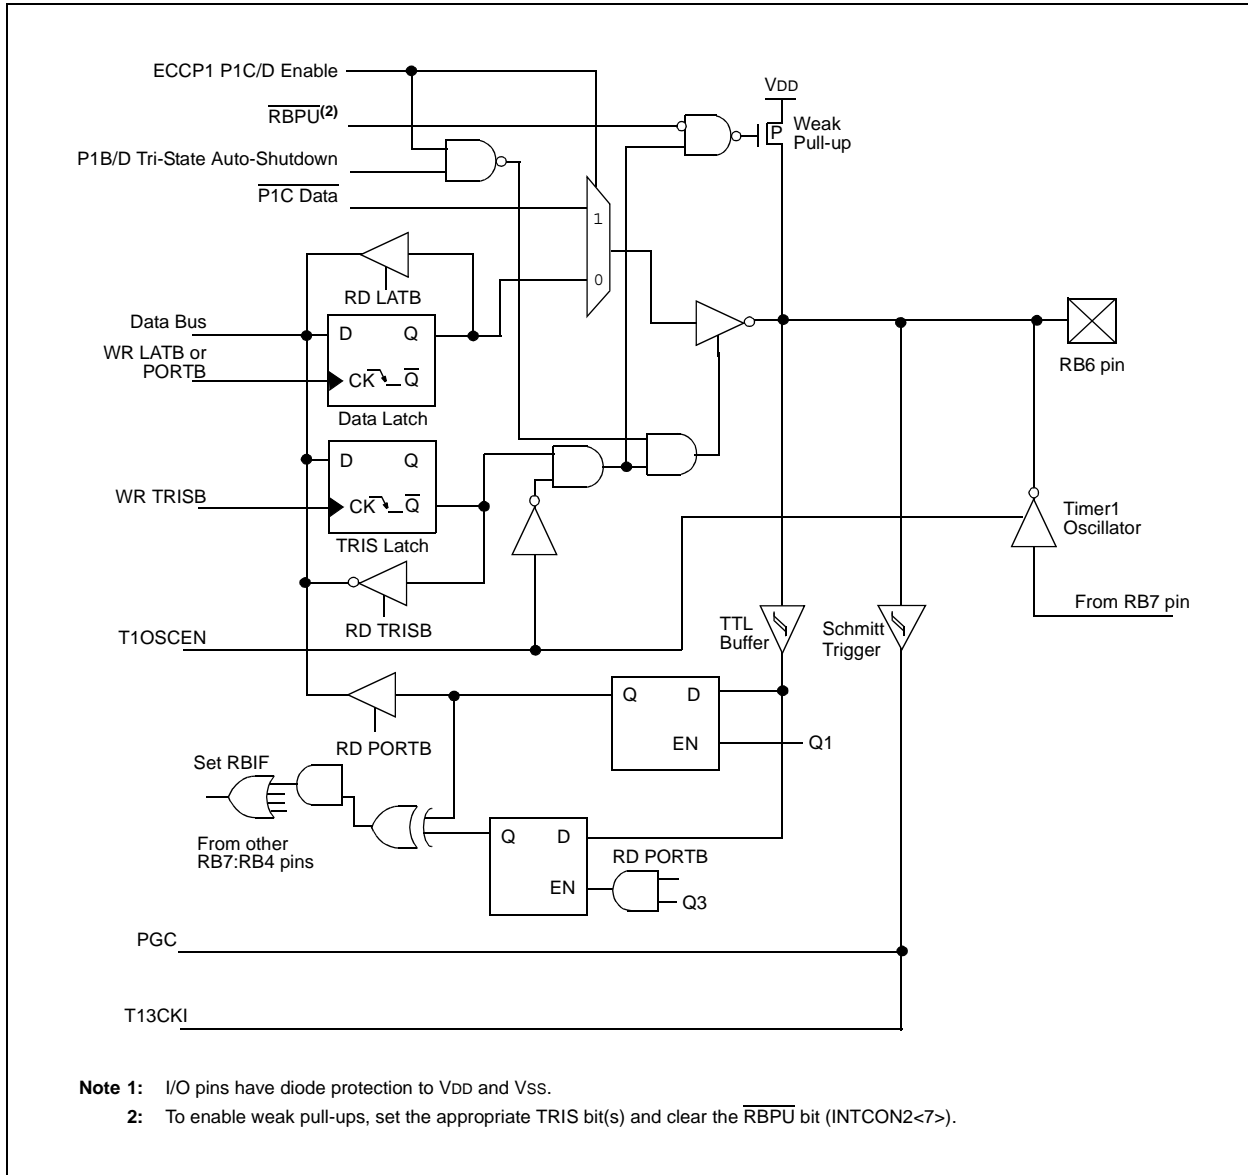 ECCP1 P1C/D Enable
VDD
RBPU(2)
P
Weak
Pull-up
P1B/D Tri-State Auto-Shutdown
P1C Data
1
0
RD LATB
Data Bus
D Q
WR LATB or
PORTB
CK Q
Data Latch
RB6 pin
D Q
WR TRISB
CK Q
TRIS Latch
Timer1
Oscillator
RD TRISB
From RB7 pin
T1OSCEN
TTL
Buffer
Schmitt
Trigger
Q D
EN
Q1
RD PORTB
Set RBIF
From other
RB7:RB4 pins
Q D
EN
RD PORTB
Q3
PGC
T13CKI
Note 1: I/O pins have diode protection to VDD and VSS.
2: To enable weak pull-ups, set the appropriate TRIS bit(s) and clear the RBPU bit (INTCON2<7>).